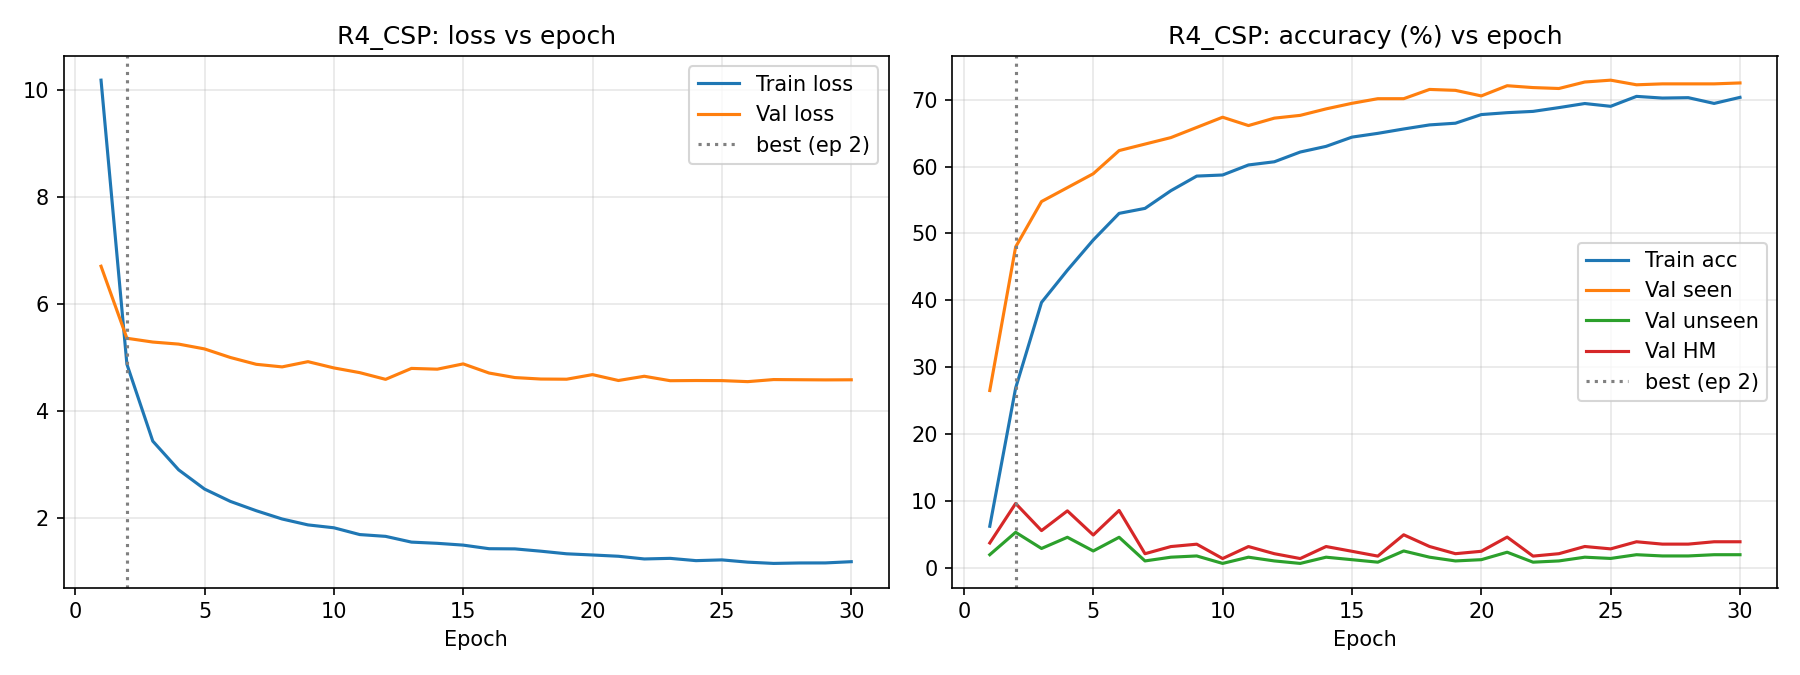 R4_CSP: loss vs epoch
10
8
6
4
2
0 5 10 15 20 25 30
Epoch
Train loss
Val loss
best (ep 2)
R4_CSP: accuracy (%) vs epoch
70
60
50
40
30
20
10
0
0 5 10 15 20 25 30
Epoch
Train acc
Val seen
Val unseen
Val HM
best (ep 2)